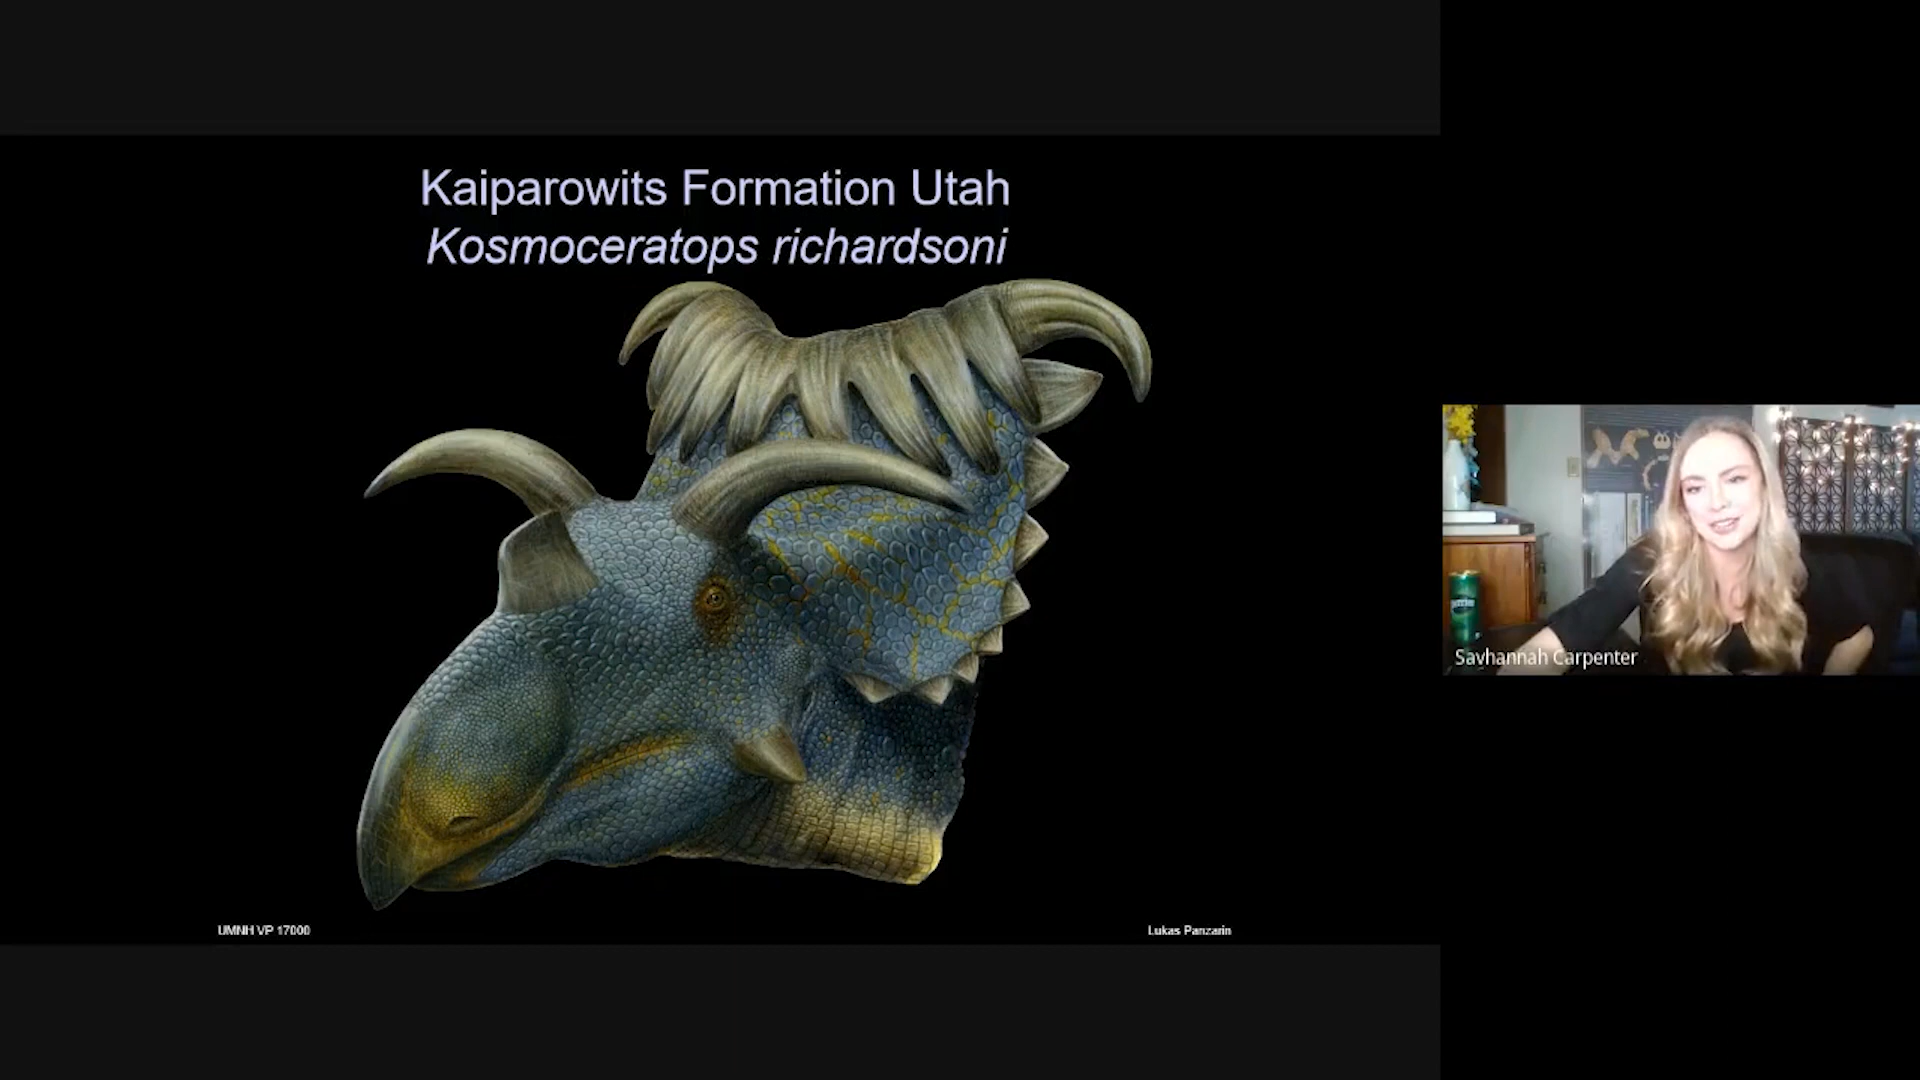 Kaiparowits Formation Utah
Kosmoceratops richardsoni
UMNH VP 17000
Lukas Panzarin
Savhannah Carpenter